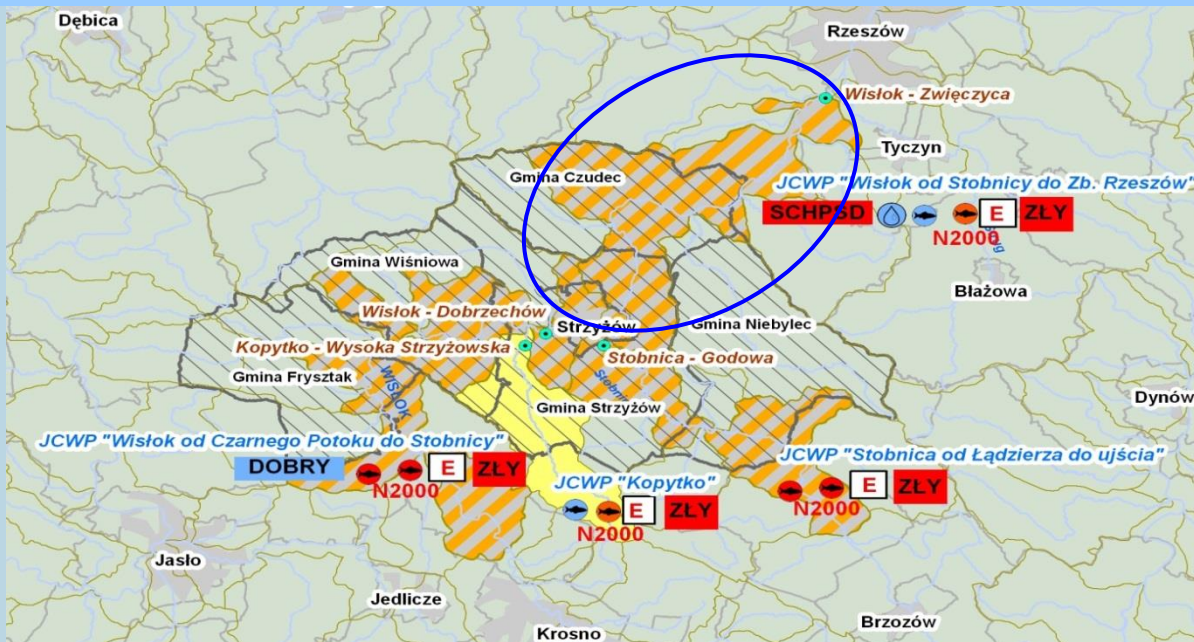 Dębica
Rzeszów
Wisłok - Zwięczyca
Tyczyn
Gmina Czudec
JCWP "Wisłok od Stobnicy do Zb. Rzeszów"
SCHPSD E ZŁY
N2000
Gmina Wiśniowa
Błażowa
Wisłok - Dobrzechów
Strzyżów
Gmina Niebylec
Kopytko - Wysoka Strzyżowska
Stobnica - Godowa
Gmina Frysztak
WISŁOK
Gmina Strzyżów
Dynów
JCWP "Wisłok od Czarnego Potoku do Stobnicy"
DOBRY E ZŁY
N2000
JCWP "Stobnica od Łądzierza do ujścia"
E ZŁY
N2000
JCWP "Kopytko"
E ZŁY
N2000
Jasło
Jedlicze
Krosno
Brzozów